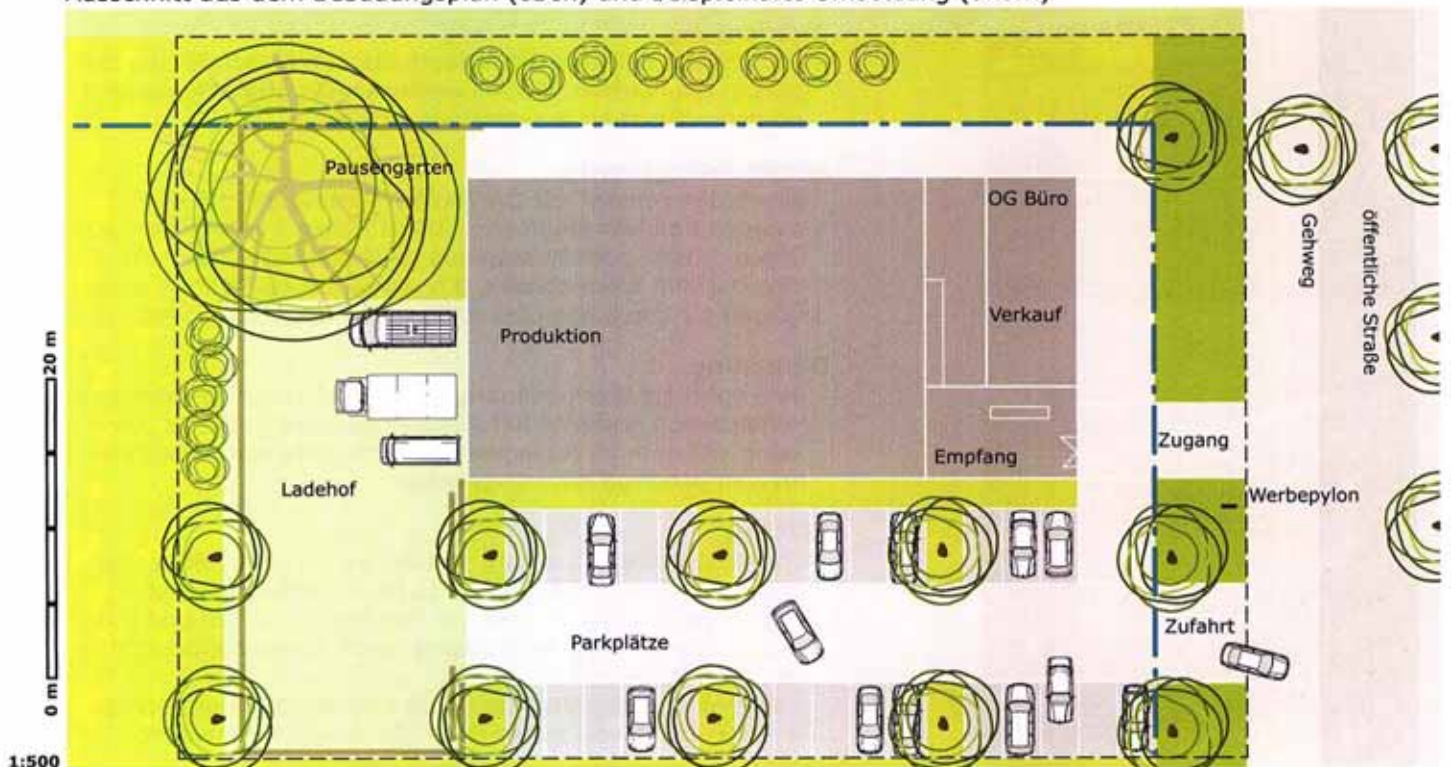 Pausengarten
OG Büro
Gehweg
öffentliche Straße
Verkauf
Produktion
20 m
Zugang
Empfang
Ladehof
Werbepylon
Zufahrt
Parkplätze
0 m
1:500